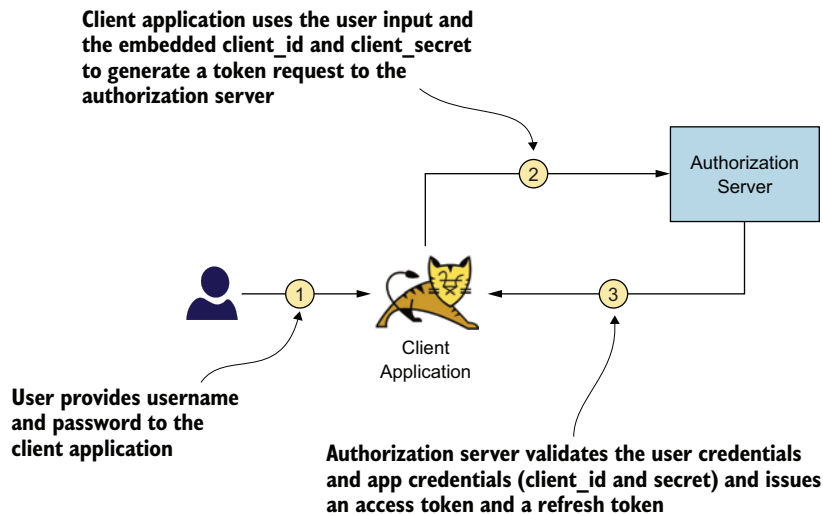 Client application uses the user input and
the embedded client_id and client_secret
to generate a token request to the
authorization server
2
Authorization
Server
1
3
Client
Application
User provides username
and password to the
client application
Authorization server validates the user credentials
and app credentials (client_id and secret) and issues
an access token and a refresh token